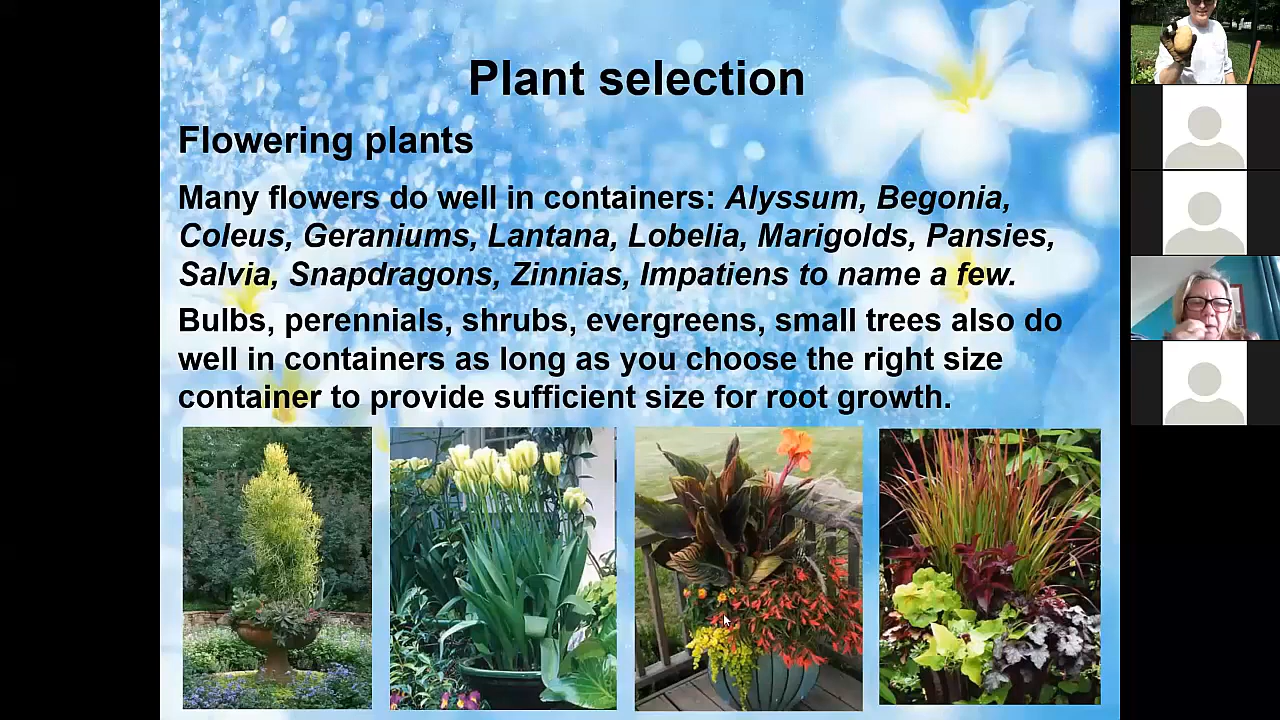 Plant selection
Flowering plants
Many flowers do well in containers: Alyssum, Begonia,
Coleus, Geraniums, Lantana, Lobelia, Marigolds, Pansies,
Salvia, Snapdragons, Zinnias, Impatiens to name a few.
Bulbs, perennials, shrubs, evergreens, small trees also do
well in containers as long as you choose the right size
container to provide sufficient size for root growth.